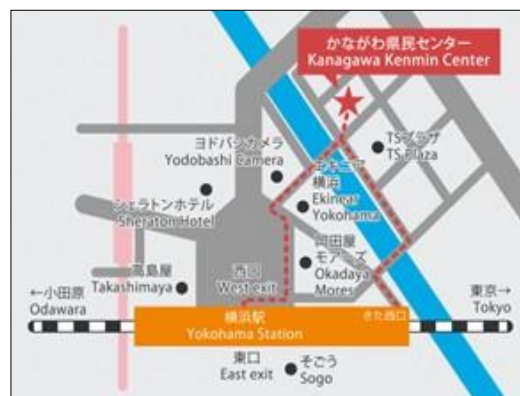 かながわ県民センター
Kanagawa Kenmin Center
ヨドバシカメラ
Yodobashi Camera
TSプラザ
TS Plaza
エキニア
横浜
Ekinear
Yokohama
シェラトンホテル
Sheraton Hotel
岡田屋
モアーズ
Okadaya
Mores
高島屋
Takashimaya
西口
West exit
←小田原
Odawara
東京→
Tokyo
横浜駅
Yokohama Station
きた西口
東口
East exit
そごう
Sogo